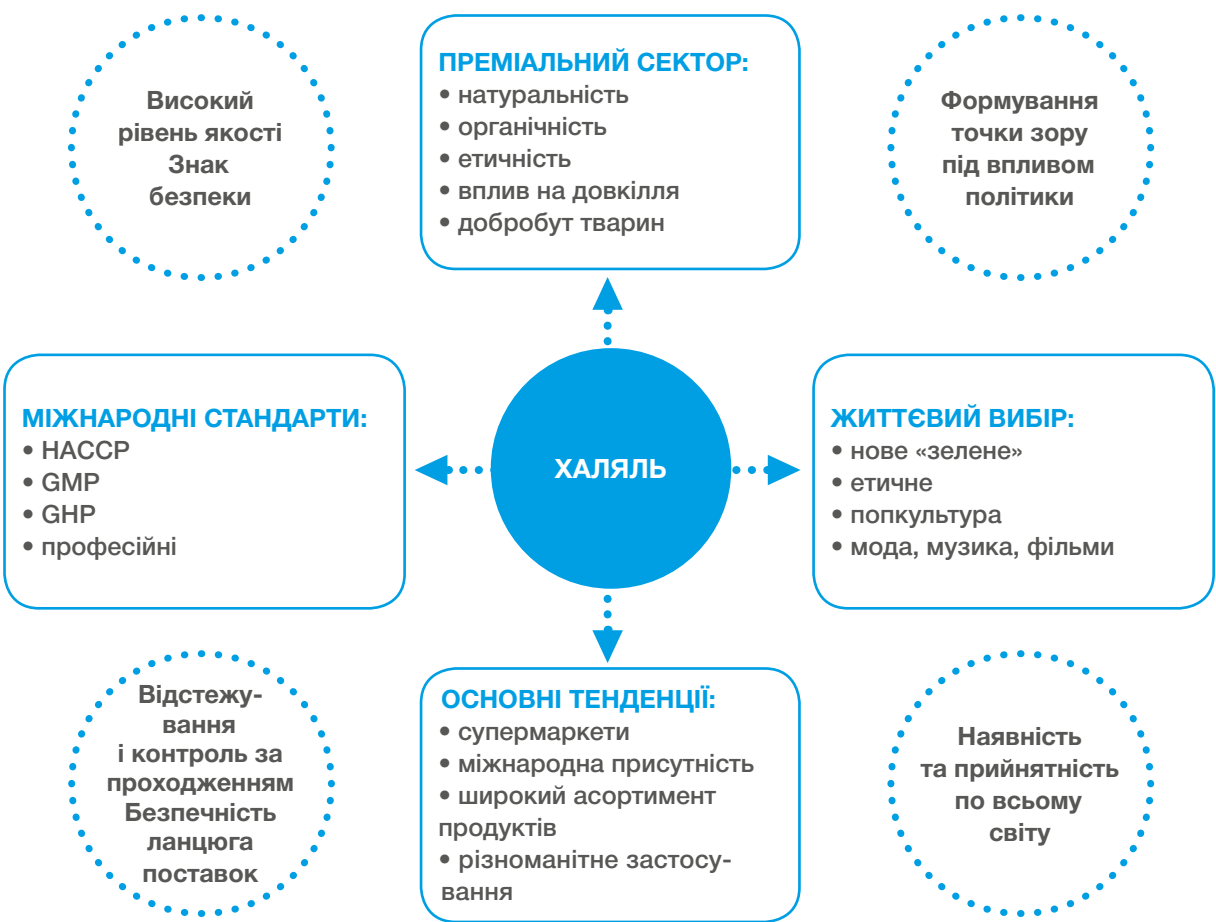 Високий
рівень якості
Знак
безпеки
ПРЕМІАЛЬНИЙ СЕКТОР:
• натуральність
• органічність
• етичність
• вплив на довкілля
• добробут тварин
Формування
точки зору
під впливом
політики
МІЖНАРОДНІ СТАНДАРТИ:
• HACCP
• GMP
• GHP
• професійні
ХАЛЯЛЬ
ЖИТТЄВИЙ ВИБІР:
• нове «зелене»
• етичне
• попкультура
• мода, музика, фільми
Відстежу-
вання
і контроль за
проходженням
Безпечність
ланцюга
поставок
ОСНОВНІ ТЕНДЕНЦІЇ:
• супермаркети
• міжнародна присутність
• широкий асортимент
продуктів
• різноманітне застосу-
вання
Наявність
та прийнятність
по всьому
світу